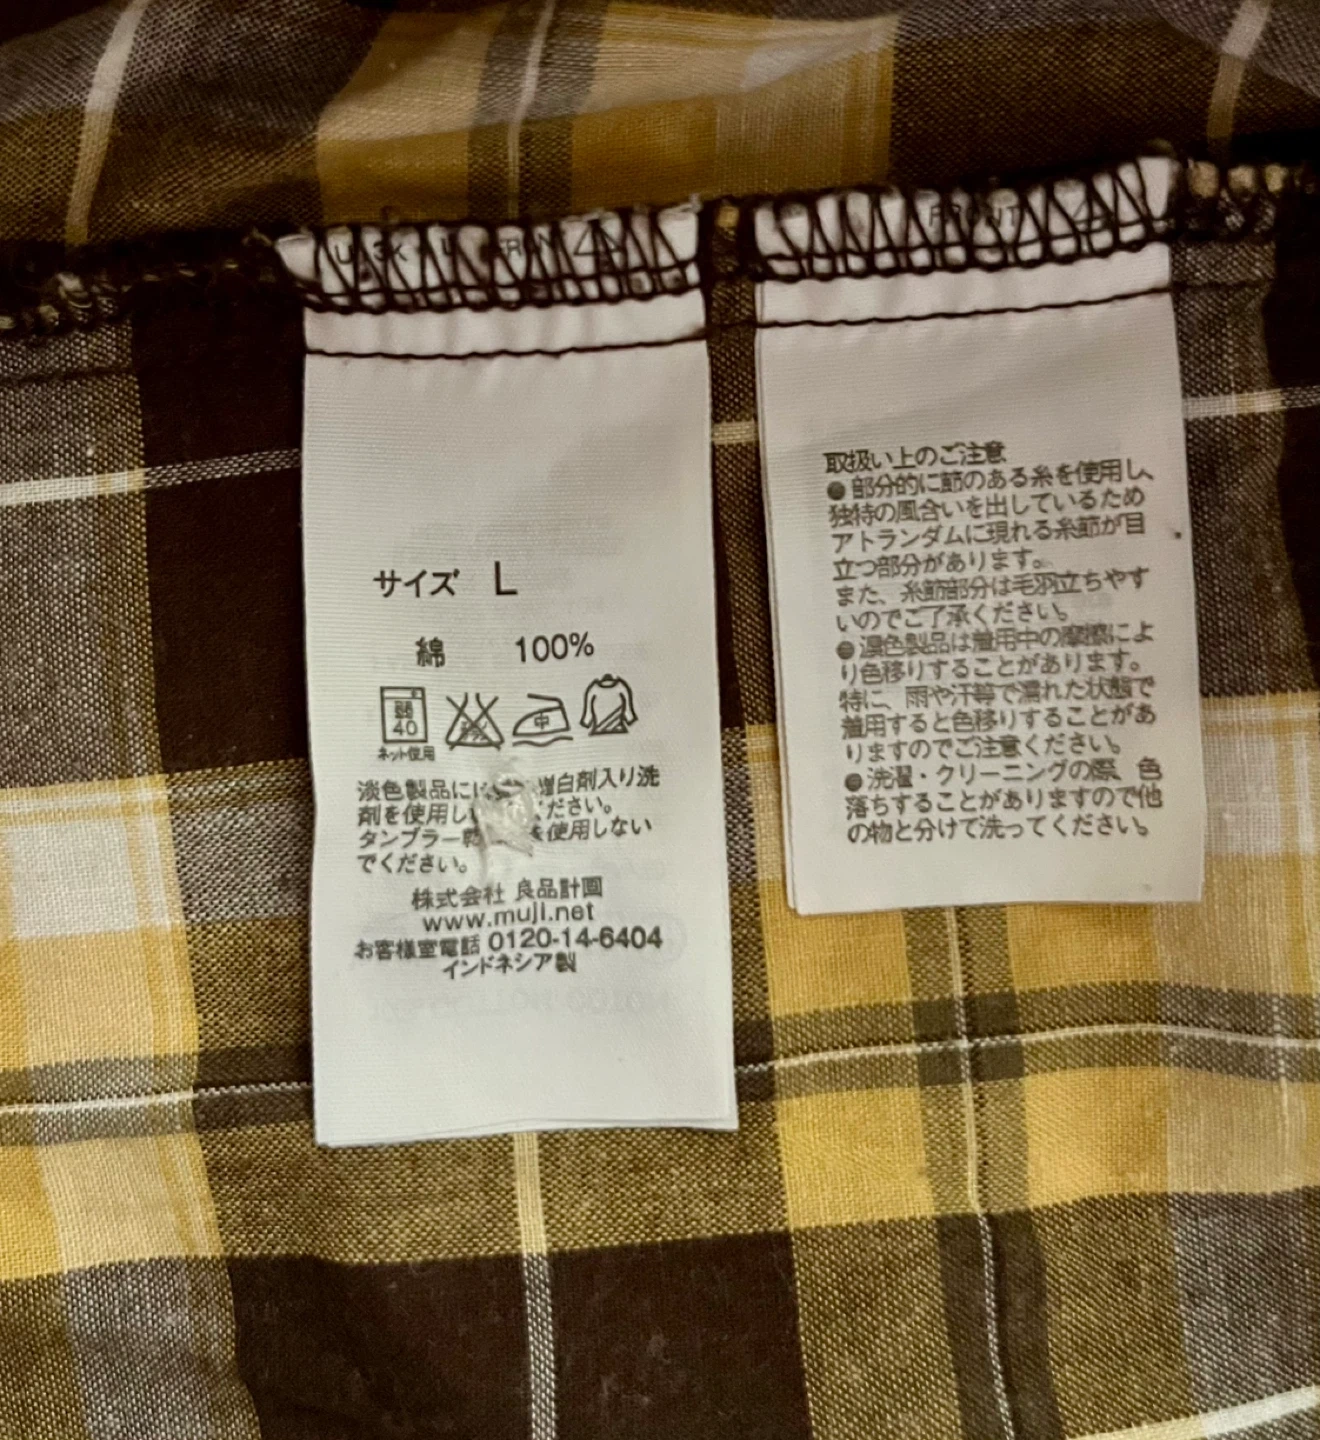 FRONT
サイズ L
綿 100%
弱
40
中
ネット使用
淡色製品には 増白剤入り洗
剤を使用し ください。
タンブラー乾 を使用しない
でください。
株式会社 良品計画
www.muji.net
お客様室電話 0120-14-6404
インドネシア製
取扱い上のご注意
●部分的に節のある糸を使用し、
独特の風合いを出しているため
アトランダムに現れる糸節が目
立つ部分があります。
また、糸節部分は毛羽立ちやす
いのでご了承ください。
●濃色製品は着用中の摩擦によ
り色移りすることがあります。
特に、雨や汗等で濡れた状態で
着用すると色移りすることがあ
りますのでご注意ください。
●洗濯・クリーニングの際、色
落ちすることがありますので他
の物と分けて洗ってください。